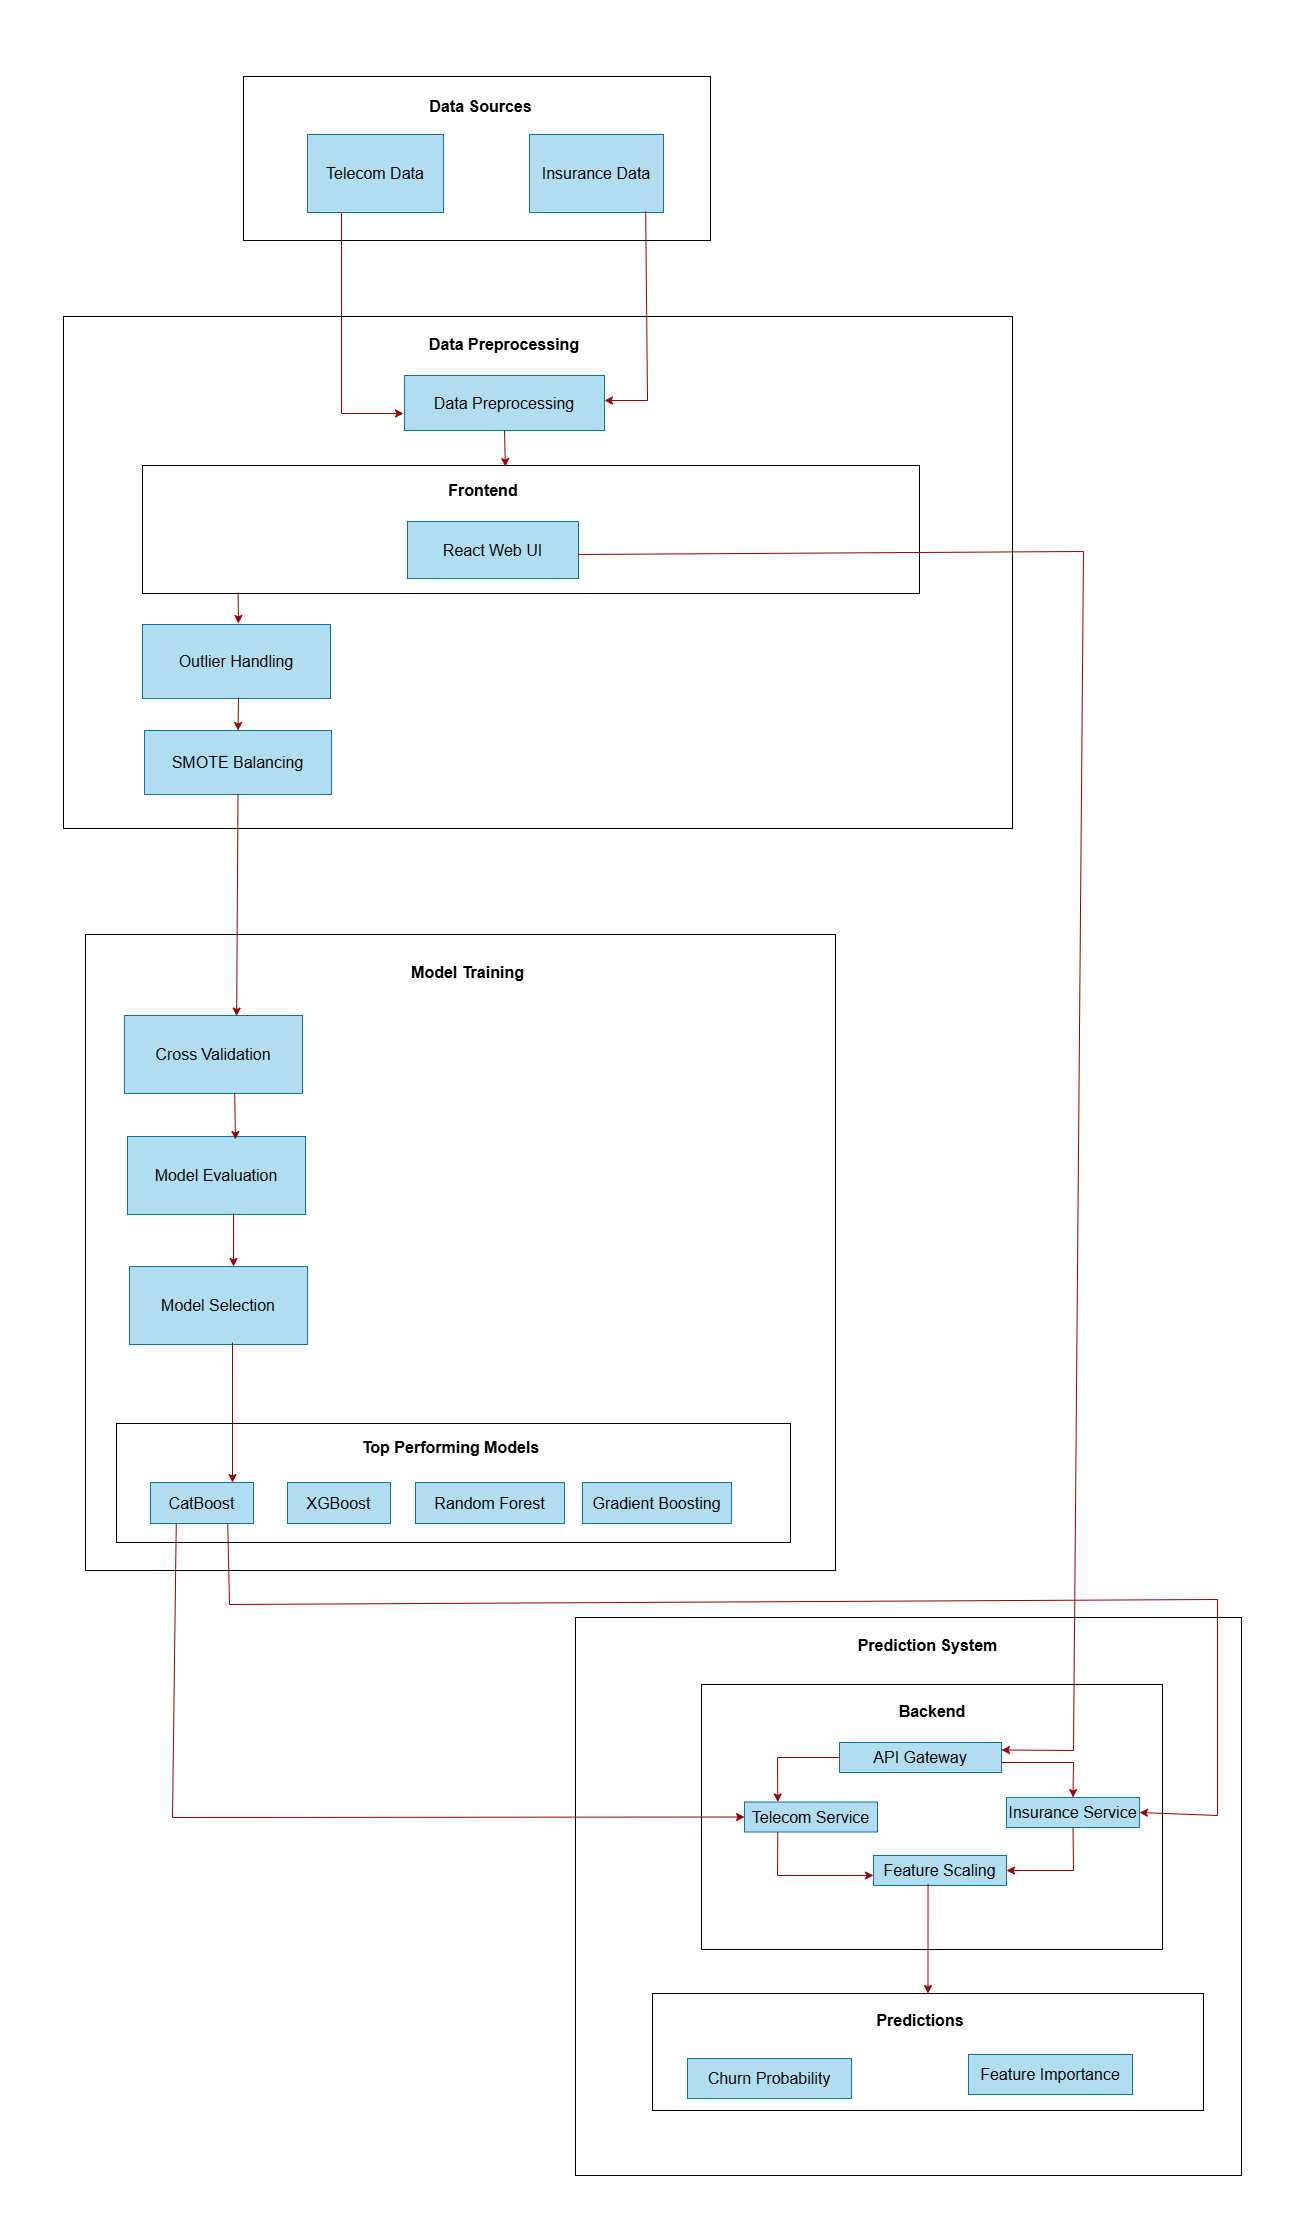 Data Sources
Telecom Data
Insurance Data
Data Preprocessing
Data Preprocessing
Frontend
React Web UI
Outlier Handling
SMOTE Balancing
Model Training
Cross Validation
Model Evaluation
Model Selection
Top Performing Models
CatBoost
XGBoost
Random Forest
Gradient Boosting
Prediction System
Backend
API Gateway
Telecom Service
Insurance Service
Feature Scaling
Predictions
Churn Probability
Feature Importance